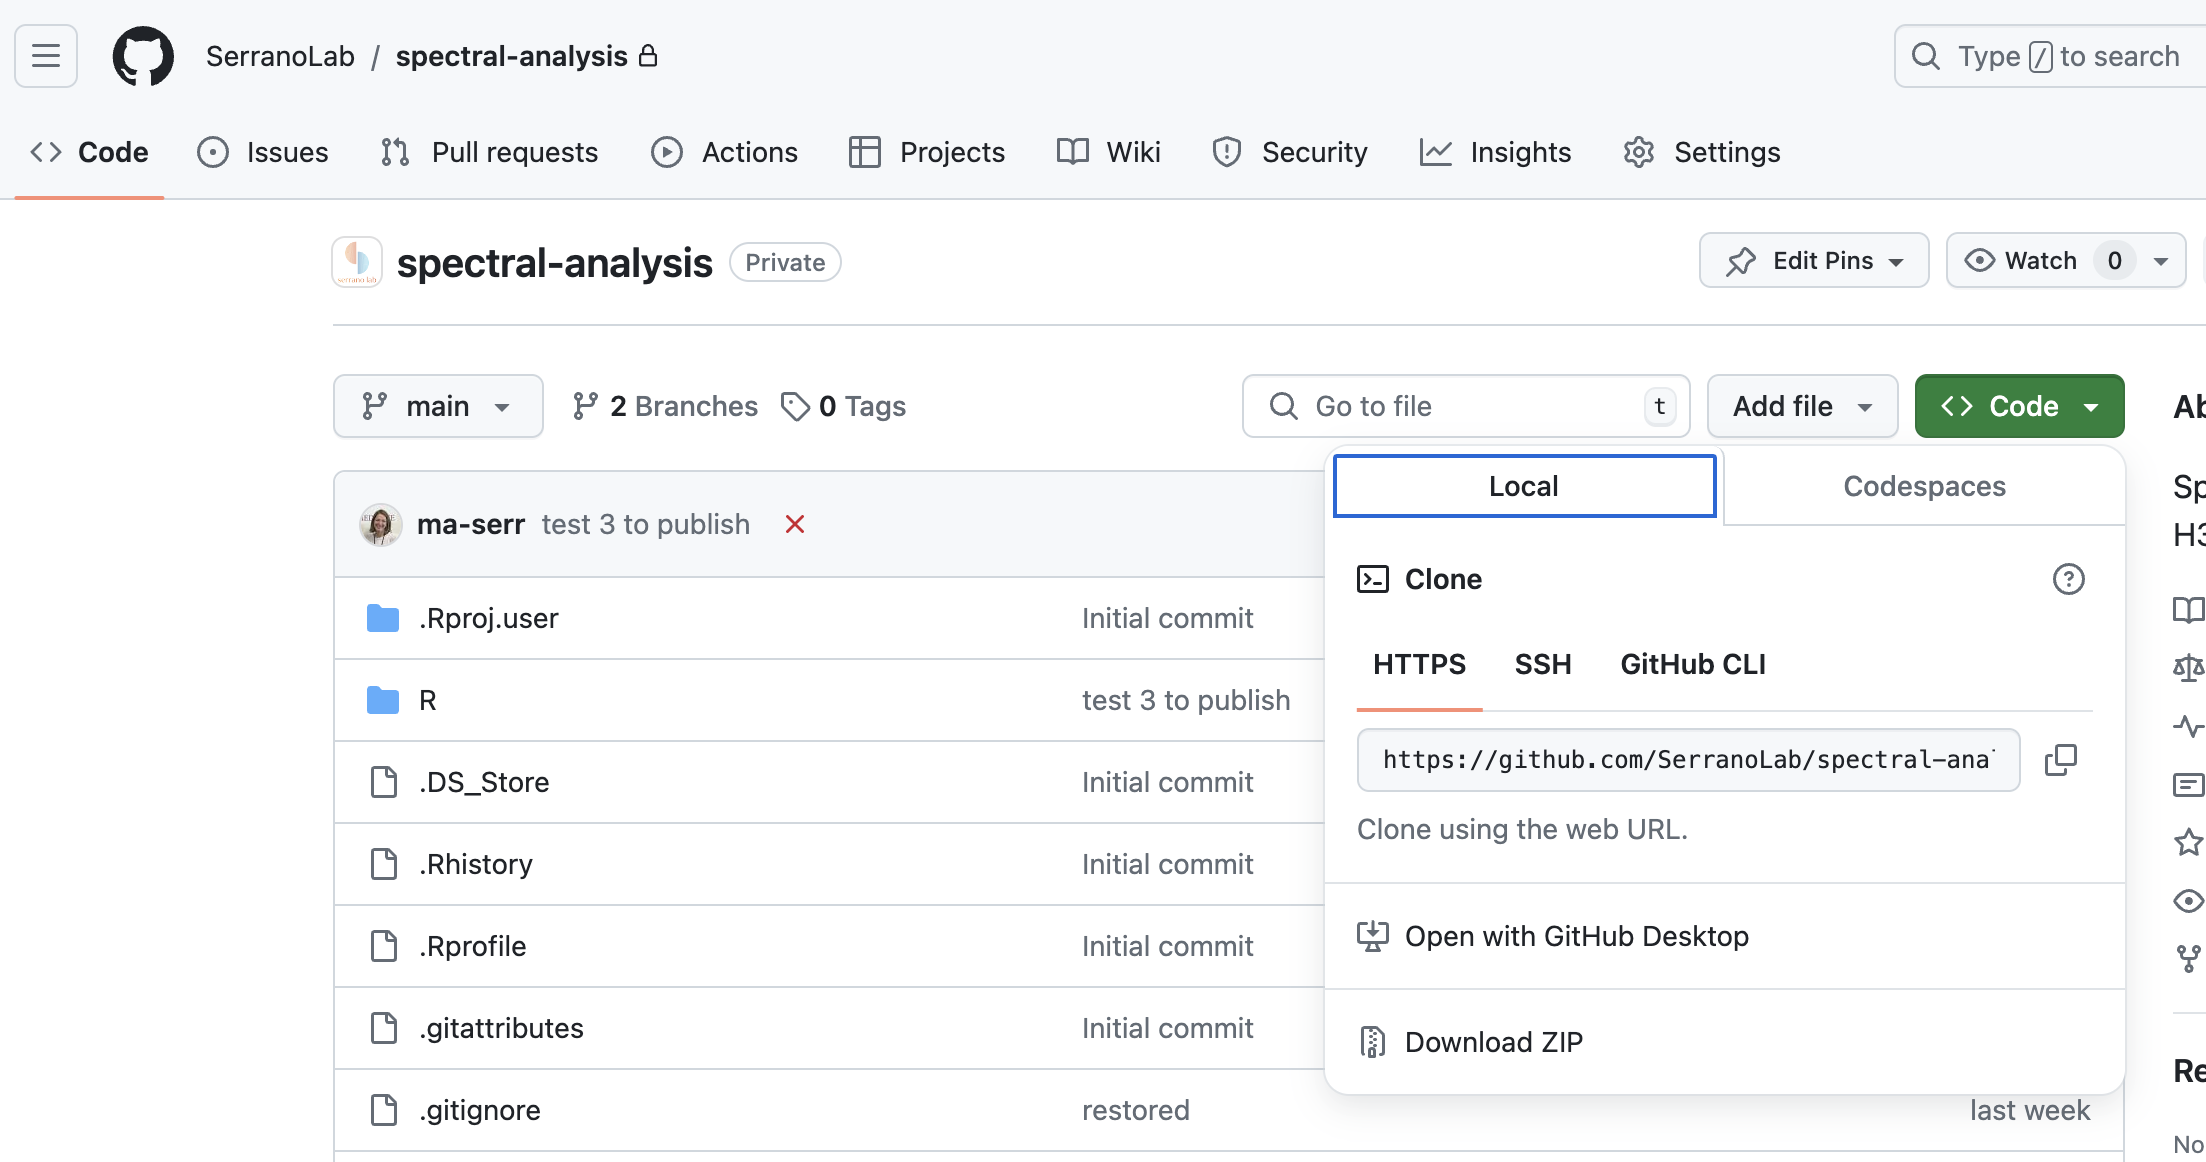 SerranoLab / spectral-analysis
Type / to search
Code
Issues
Pull requests
Actions
Projects
Wiki
Security
Insights
Settings
serrano lab
spectral-analysis
Private
Edit Pins
Watch 0
main
2 Branches
0 Tags
Go to file
t
Add file
Code
Ab
Sp
H3
Local
Codespaces
ma-serr test 3 to publish
Clone
HTTPS
SSH
GitHub CLI
https://github.com/SerranoLab/spectral-ana
Clone using the web URL.
Open with GitHub Desktop
Download ZIP
.Rproj.user Initial commit
R test 3 to publish
.DS_Store Initial commit
.Rhistory Initial commit
.Rprofile Initial commit
.gitattributes Initial commit
.gitignore restored last week
Re
No